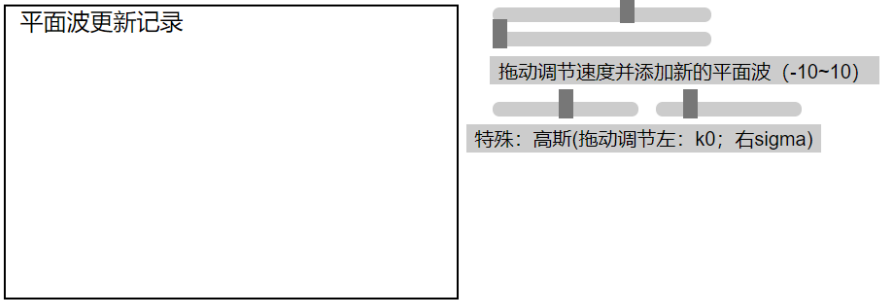 平面波更新记录
拖动调节速度并添加新的平面波（-10~10）
特殊：高斯(拖动调节左：k0；右sigma)